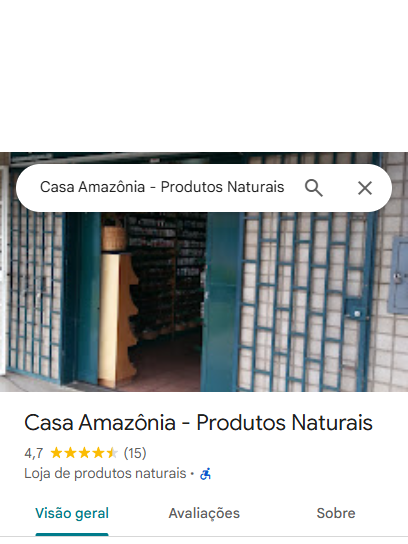 Casa Amazônia - Produtos Naturais
Casa Amazônia - Produtos Naturais
4,7 (15)
Loja de produtos naturais ·
Visão geral
Avaliações
Sobre